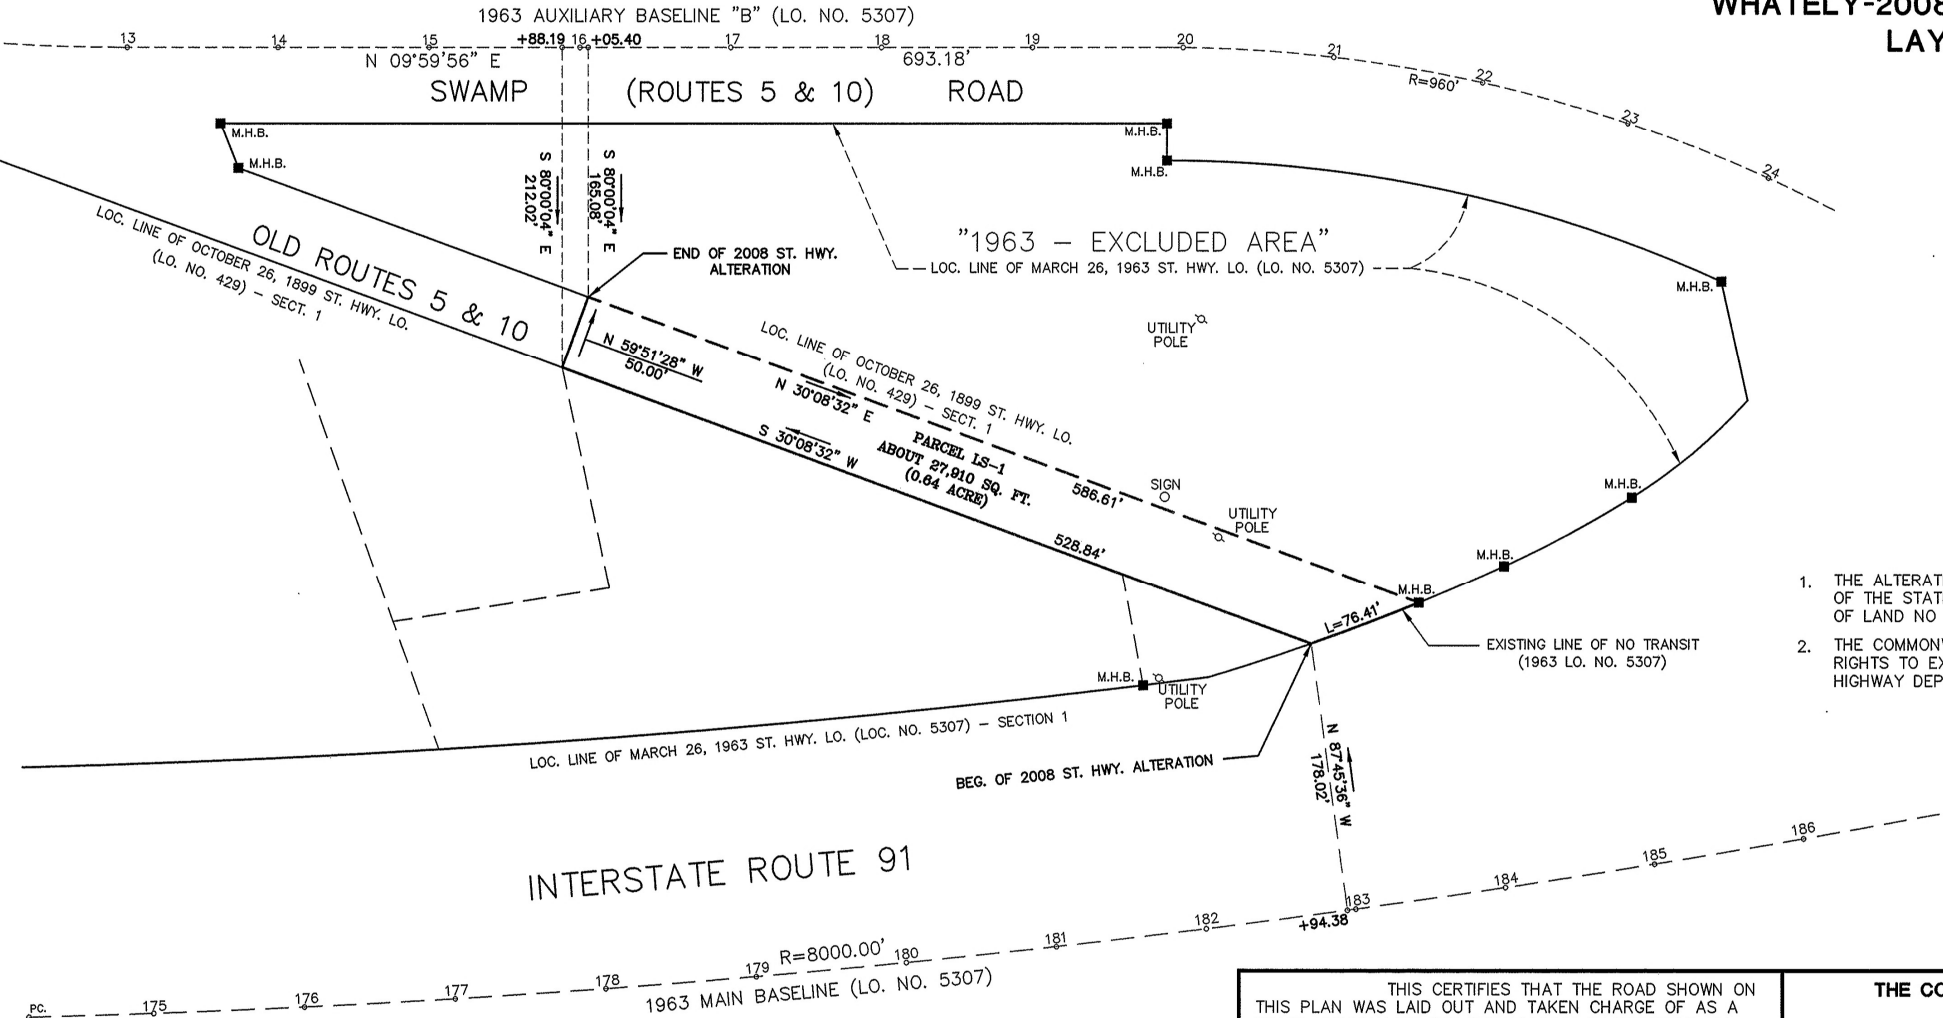 1963 AUXILIARY BASELINE "B" (LO. NO. 5307)
WHATELY-2008
LAY
13
14
15
+88.19
16
+05.40
17
18
19
20
21
22
23
24
N 09°59'56" E
693.18'
R=960'
SWAMP (ROUTES 5 & 10) ROAD
M.H.B.
M.H.B.
M.H.B.
M.H.B.
M.H.B.
S 80°00'04" E
212.02'
S 80°00'04" E
165.08'
"1963 – EXCLUDED AREA"
LOC. LINE OF MARCH 26, 1963 ST. HWY. LO. (LO. NO. 5307)
END OF 2008 ST. HWY.
ALTERATION
OLD ROUTES 5 & 10
LOC. LINE OF OCTOBER 26, 1899 ST. HWY. LO.
(LO. NO. 429) – SECT. 1
UTILITY
POLE
LOC. LINE OF OCTOBER 26, 1899 ST. HWY. LO.
(LO. NO. 429) – SECT. 1
N 59°51'28" W
50.00'
N 30°08'32" E
586.61'
S 30°08'32" W
528.84'
PARCEL LS-1
ABOUT 27,910 SQ. FT.
(0.64 ACRE)
SIGN
UTILITY
POLE
M.H.B.
M.H.B.
M.H.B.
L=76.41'
EXISTING LINE OF NO TRANSIT
(1963 LO. NO. 5307)
1. THE ALTERAT
OF THE STAT
OF LAND NO
2. THE COMMON
RIGHTS TO EX
HIGHWAY DEP
M.H.B.
UTILITY
POLE
LOC. LINE OF MARCH 26, 1963 ST. HWY. LO. (LOC. NO. 5307) – SECTION 1
BEG. OF 2008 ST. HWY. ALTERATION
N 87°45'36" W
178.02'
INTERSTATE ROUTE 91
PC.
175
176
177
178
179
180
181
182
+94.38
183
184
185
186
R=8000.00'
1963 MAIN BASELINE (LO. NO. 5307)
THIS CERTIFIES THAT THE ROAD SHOWN ON
THIS PLAN WAS LAID OUT AND TAKEN CHARGE OF AS A
THE CO